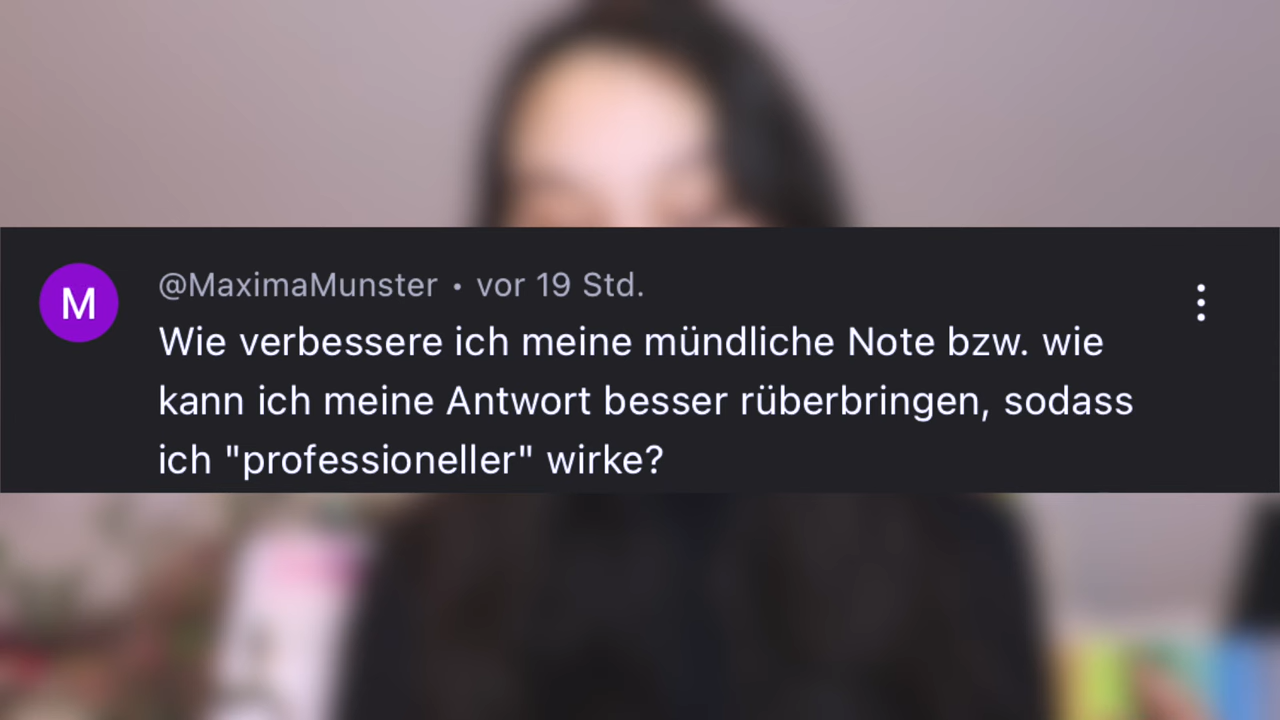 M
@MaximaMunster • vor 19 Std.
Wie verbessere ich meine mündliche Note bzw. wie
kann ich meine Antwort besser rüberbringen, sodass
ich "professioneller" wirke?